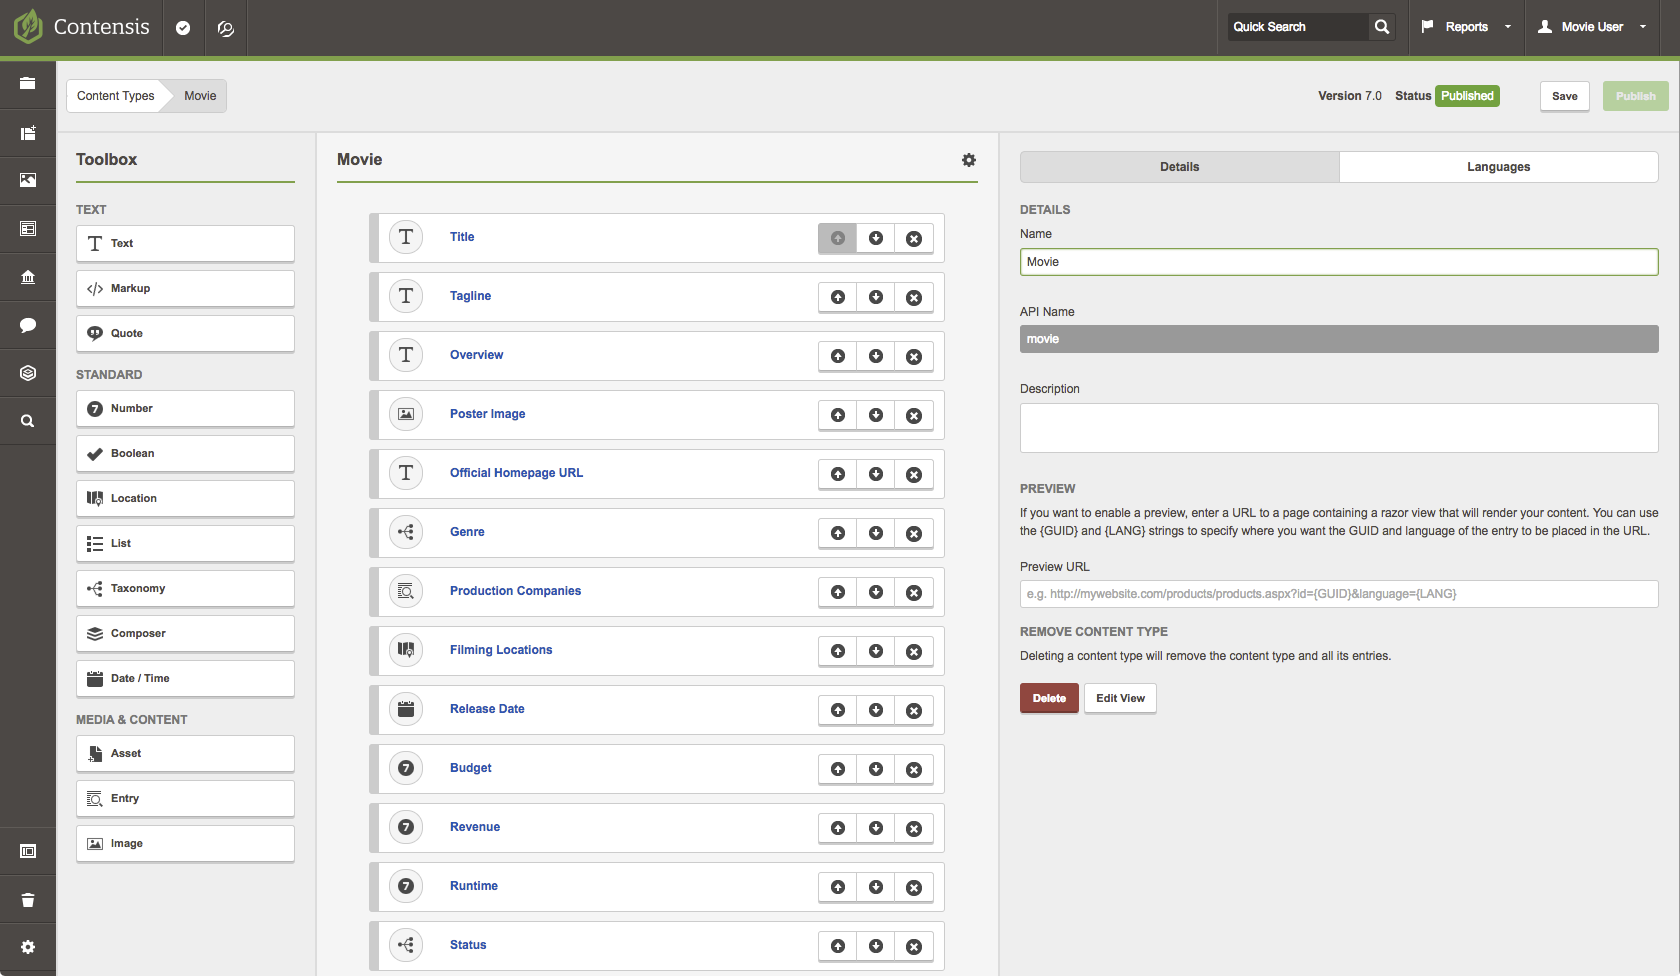 Contensis
Quick Search
Reports
Movie User
Content Types
Movie
Version 7.0
Status
Published
Save
Publish
Toolbox
TEXT
Text
Markup
Quote
STANDARD
7 Number
Boolean
Location
List
Taxonomy
Composer
Date / Time
MEDIA & CONTENT
Asset
Entry
Image
Movie
T Title
T Tagline
T Overview
Poster Image
T Official Homepage URL
Genre
Production Companies
Filming Locations
Release Date
7 Budget
7 Revenue
7 Runtime
Status
Details
Languages
DETAILS
Name
Movie
API Name
movie
Description
PREVIEW
If you want to enable a preview, enter a URL to a page containing a razor view that will render your content. You can use
the {GUID} and {LANG} strings to specify where you want the GUID and language of the entry to be placed in the URL.
Preview URL
e.g. http://mywebsite.com/products/products.aspx?id={GUID}&language={LANG}
REMOVE CONTENT TYPE
Deleting a content type will remove the content type and all its entries.
Delete
Edit View